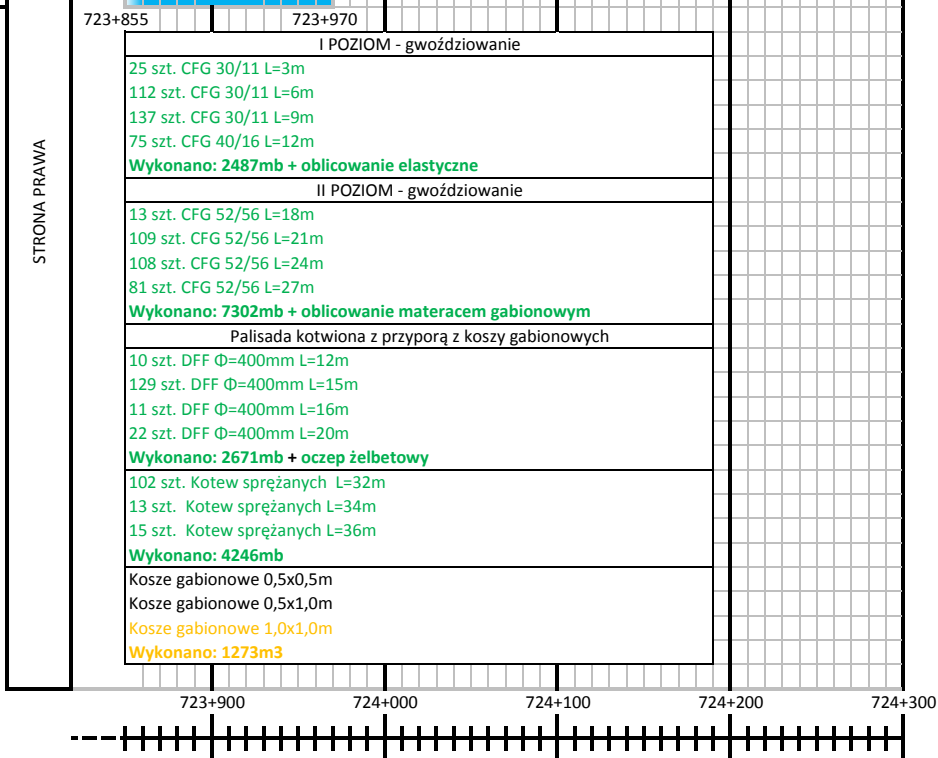 723+855 723+970
STRONA PRAWA
I POZIOM - gwoździowanie
25 szt. CFG 30/11 L=3m
112 szt. CFG 30/11 L=6m
137 szt. CFG 30/11 L=9m
75 szt. CFG 40/16 L=12m
Wykonano: 2487mb + oblicowanie elastyczne
II POZIOM - gwoździowanie
13 szt. CFG 52/56 L=18m
109 szt. CFG 52/56 L=21m
108 szt. CFG 52/56 L=24m
81 szt. CFG 52/56 L=27m
Wykonano: 7302mb + oblicowanie materacem gabionowym
Palisada kotwiona z przyporą z koszy gabionowych
10 szt. DFF Φ=400mm L=12m
129 szt. DFF Φ=400mm L=15m
11 szt. DFF Φ=400mm L=16m
22 szt. DFF Φ=400mm L=20m
Wykonano: 2671mb + oczep żelbetowy
102 szt. Kotew sprężanych L=32m
13 szt. Kotew sprężanych L=34m
15 szt. Kotew sprężanych L=36m
Wykonano: 4246mb
Kosze gabionowe 0,5x0,5m
Kosze gabionowe 0,5x1,0m
Kosze gabionowe 1,0x1,0m
Wykonano: 1273m3
723+900 724+000 724+100 724+200 724+300